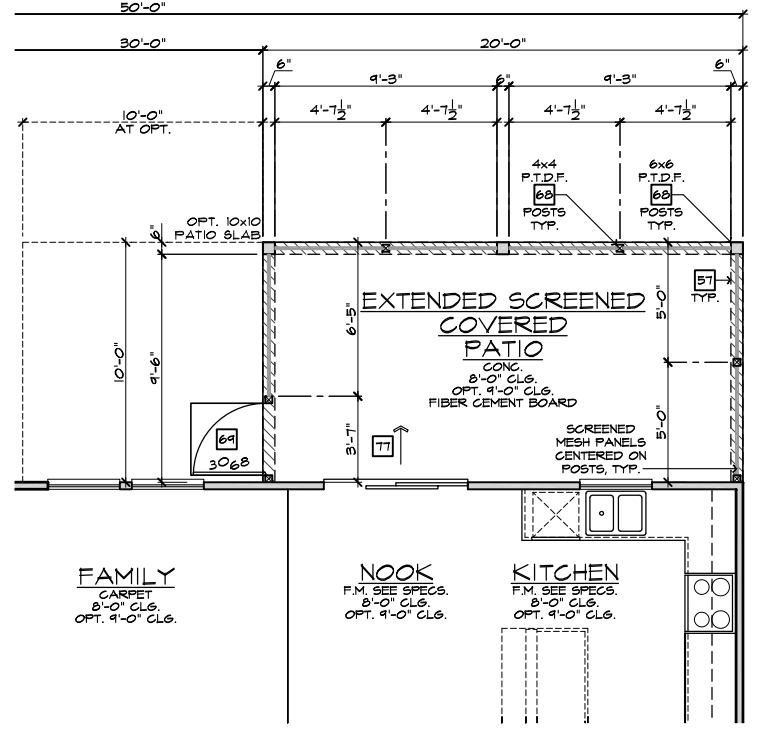 50'-0"
30'-0"
20'-0"
6"
6"
9'-3"
6"
9'-3"
10'-0"
AT OPT.
4'-7½"
4'-7½"
4'-7½"
4'-7½"
4x4
P.T.D.F.
68
POSTS
TYP.
6x6
P.T.D.F.
68
POSTS
TYP.
OPT. 10x10
PATIO SLAB
6"
10'-0"
9'-6"
6'-5"
3'-7"
5'-0"
5'-0"
57
TYP.
EXTENDED SCREENED
COVERED
PATIO
CONC.
8'-0" CLG.
OPT. 9'-0" CLG.
FIBER CEMENT BOARD
69
3068
77
SCREENED
MESH PANELS
CENTERED ON
POSTS, TYP.
FAMILY
CARPET
8'-0" CLG.
OPT. 9'-0" CLG.
NOOK
F.M. SEE SPECS.
8'-0" CLG.
OPT. 9'-0" CLG.
KITCHEN
F.M. SEE SPECS.
8'-0" CLG.
OPT. 9'-0" CLG.